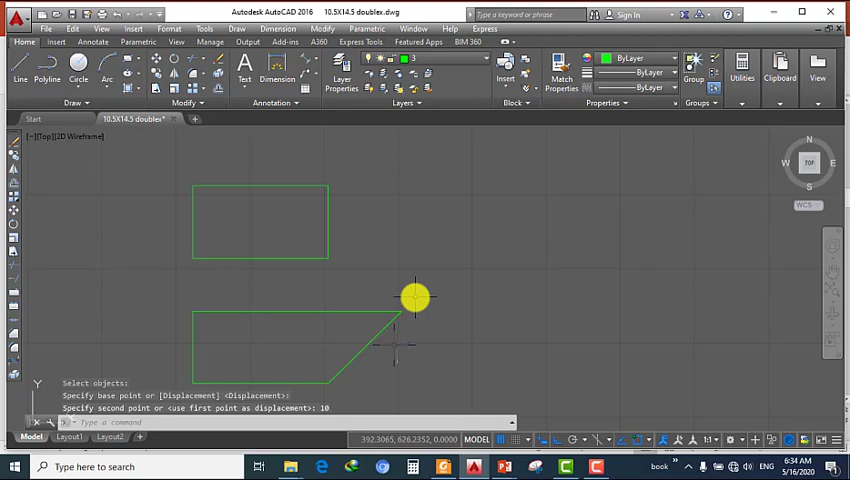 Autodesk AutoCAD 2016 10.5X14.5 doublex.dwg
Type a keyword or phrase
Sign In
File Edit View Insert Format Tools Draw Dimension Modify Parametric Window Help Express
Home Insert Annotate Parametric View Manage Output Add-ins A360 Express Tools Featured Apps BIM 360
Line Polyline Circle Arc
Text Dimension
Layer Properties
3
Insert
Match Properties
ByLayer
ByLayer
ByLayer
Group
Utilities Clipboard View
Draw Modify Annotation Layers Block Properties Groups
Start 10.5X14.5 doublex*
[−][Top][2D Wireframe]
N
W TOP E
S
WCS
Y
Select objects:
Specify base point or [Displacement] <Displacement>:
Specify second point or <use first point as displacement>: 10
Type a command
Model Layout1 Layout2
392.3065, 626.2352, 0.0000 MODEL
1:1
Type here to search
book
ENG
6:34 AM
5/16/2020